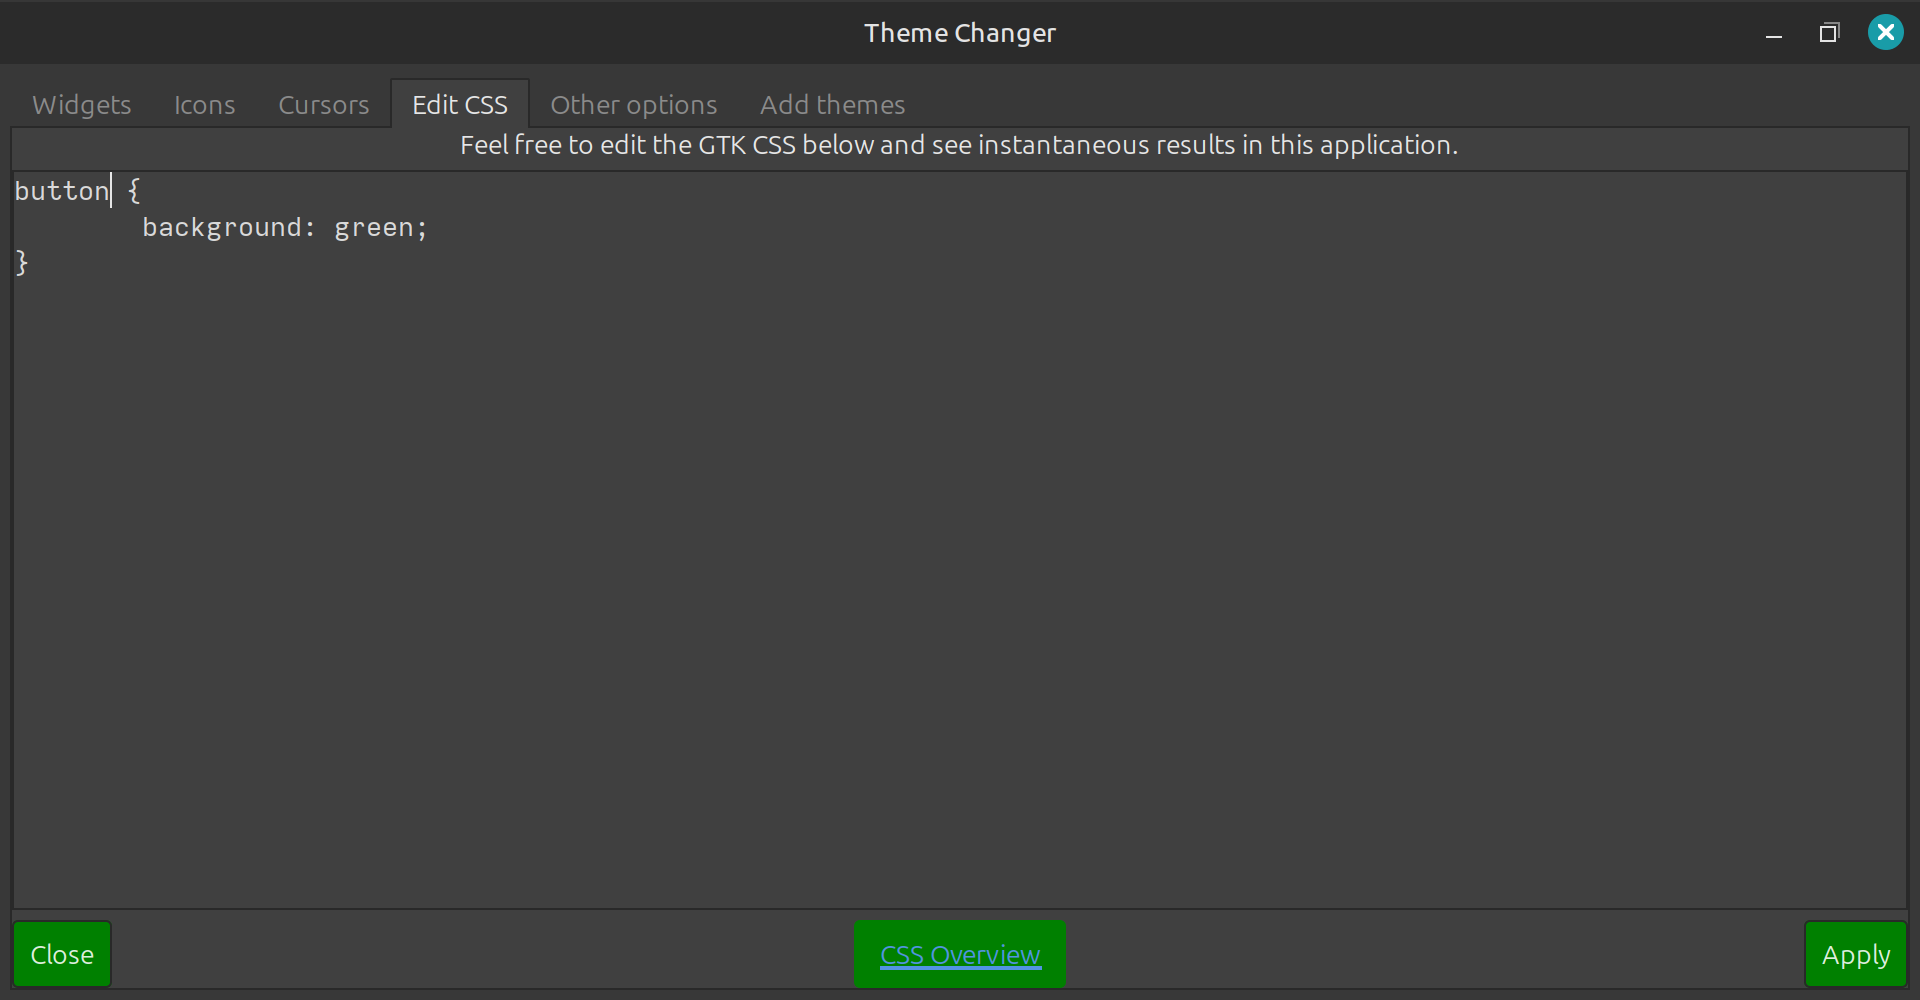 Theme Changer
Widgets Icons Cursors Edit CSS Other options Add themes
Feel free to edit the GTK CSS below and see instantaneous results in this application.
button {
        background: green;
}
Close CSS Overview Apply